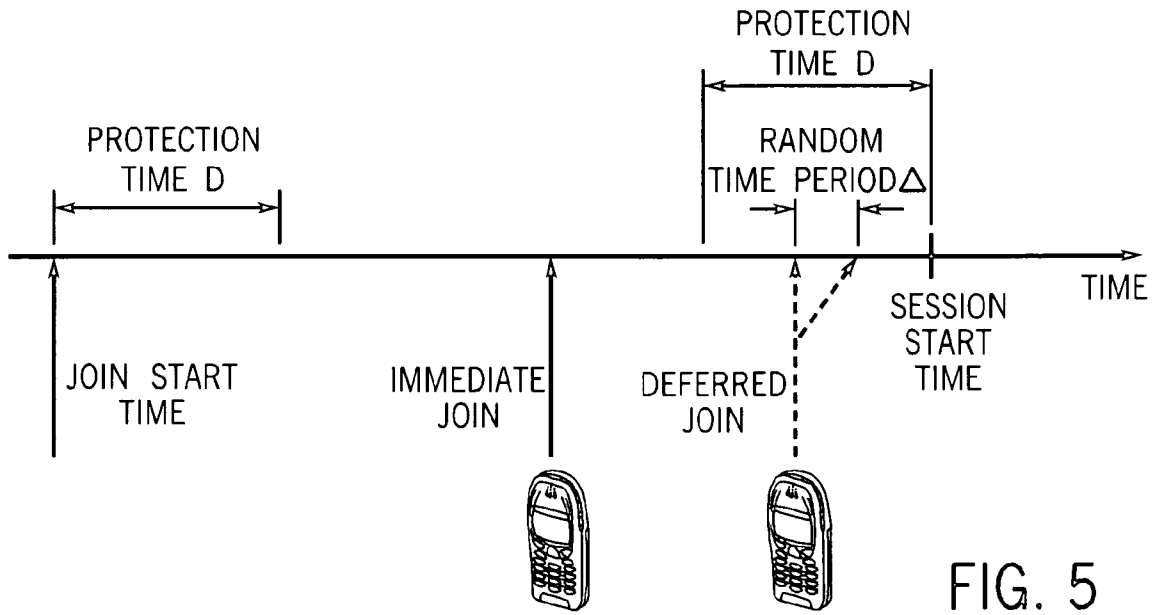 PROTECTION
TIME D
PROTECTION
TIME D
RANDOM
TIME PERIOD Δ
TIME
JOIN START
TIME
IMMEDIATE
JOIN
DEFERRED
JOIN
SESSION
START
TIME
FIG. 5